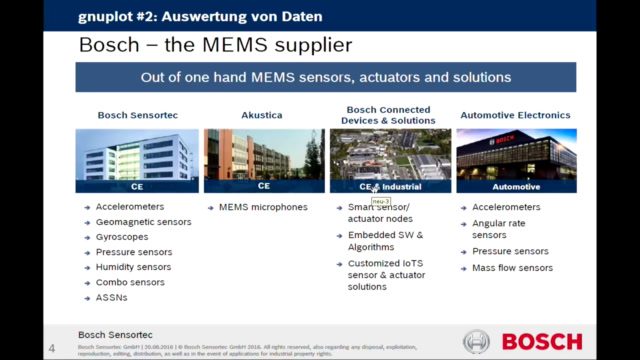 gnuplot #2: Auswertung von Daten
Bosch – the MEMS supplier
Out of one hand MEMS sensors, actuators and solutions
Bosch Sensortec
CE
Accelerometers
Geomagnetic sensors
Gyroscopes
Pressure sensors
Humidity sensors
Combo sensors
ASSNs
Akustica
CE
MEMS microphones
Bosch Connected
Devices & Solutions
CE & Industrial
neu-3
Smart sensor/
actuator nodes
Embedded SW &
Algorithms
Customized IoTS
sensor & actuator
solutions
Automotive Electronics
BOSCH
Automotive
Accelerometers
Angular rate
sensors
Pressure sensors
Mass flow sensors
4
Bosch Sensortec
Bosch Sensortec GmbH | 26.08.2016 | © Bosch Sensortec GmbH 2016. All rights reserved, also regarding any disposal, exploitation,
reproduction, editing, distribution, as well as in the event of applications for industrial property rights.
BOSCH